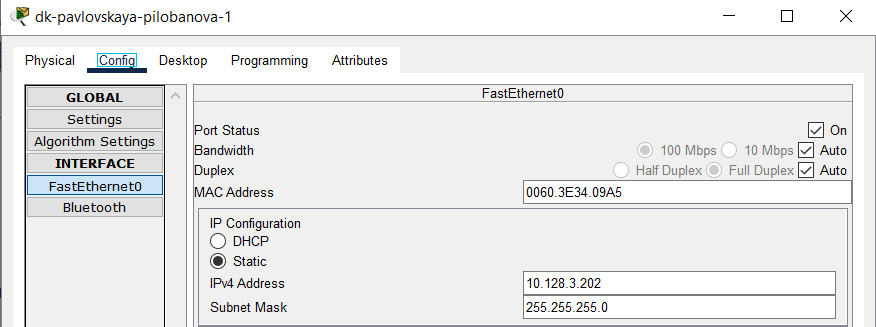 dk-pavlovskaya-pilobanova-1
Physical Config Desktop Programming Attributes
GLOBAL
Settings
Algorithm Settings
INTERFACE
FastEthernet0
Bluetooth
FastEthernet0
Port Status On
Bandwidth 100 Mbps 10 Mbps Auto
Duplex Half Duplex Full Duplex Auto
MAC Address 0060.3E34.09A5
IP Configuration
DHCP
Static
IPv4 Address 10.128.3.202
Subnet Mask 255.255.255.0